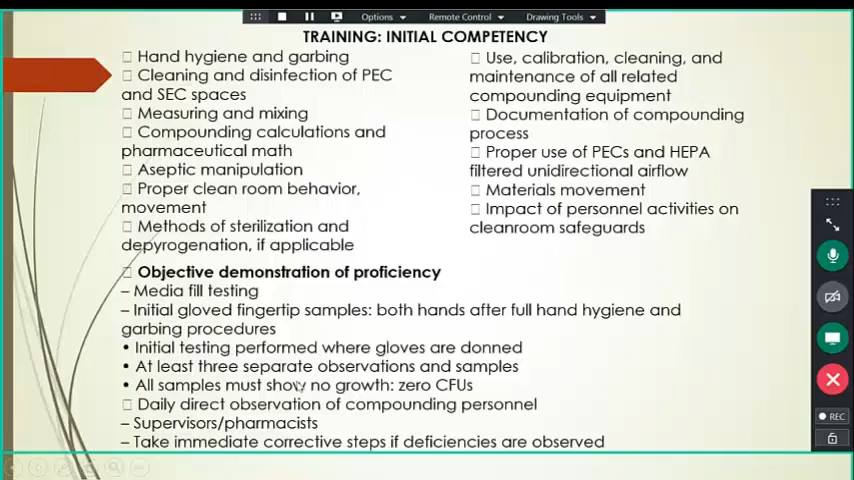 Options
Remote Control
Drawing Tools
TRAINING: INITIAL COMPETENCY
Hand hygiene and garbing
Cleaning and disinfection of PEC
and SEC spaces
Measuring and mixing
Compounding calculations and
pharmaceutical math
Aseptic manipulation
Proper clean room behavior,
movement
Methods of sterilization and
depyrogenation, if applicable
Use, calibration, cleaning, and
maintenance of all related
compounding equipment
Documentation of compounding
process
Proper use of PECs and HEPA
filtered unidirectional airflow
Materials movement
Impact of personnel activities on
cleanroom safeguards
Objective demonstration of proficiency
– Media fill testing
– Initial gloved fingertip samples: both hands after full hand hygiene and
garbing procedures
• Initial testing performed where gloves are donned
• At least three separate observations and samples
• All samples must show no growth: zero CFUs
Daily direct observation of compounding personnel
– Supervisors/pharmacists
– Take immediate corrective steps if deficiencies are observed
REC